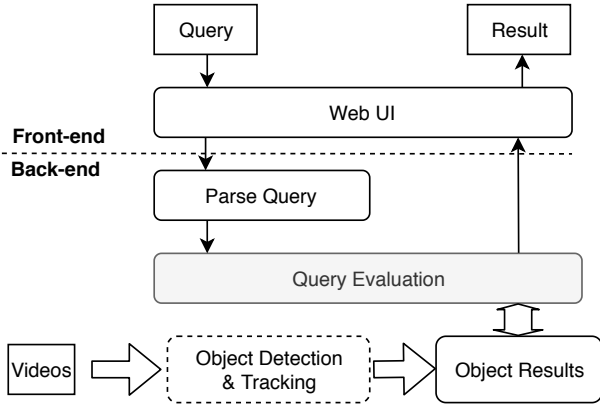 Query
Result
Web UI
Front-end
Back-end
Parse Query
Query Evaluation
Videos
Object Detection
& Tracking
Object Results